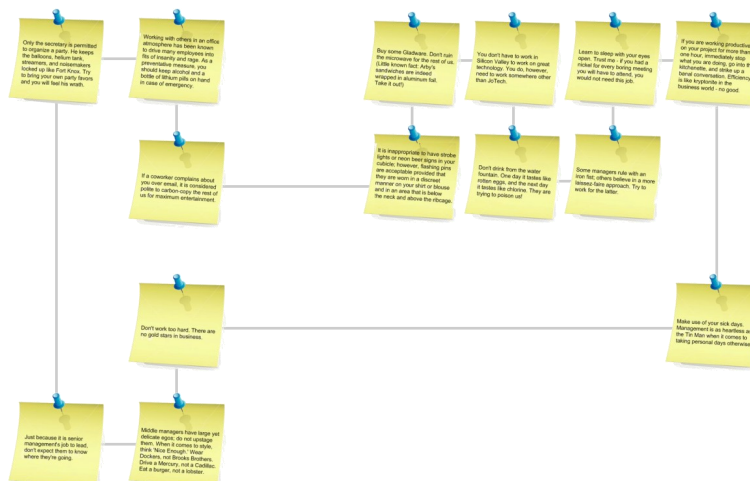 Only the secretary is permitted
to organize a party. He keeps
the balloons, helium tank,
streamers, and noisemakers
locked up like Fort Knox. Try
to bring your own party favors
and you will feel his wrath.
Working with others in an office
atmosphere has been known
to drive many employees into
fits of insanity and rage. As a
preventative measure, you
should keep alcohol and a
bottle of lithium pills on hand
in case of emergency.
Buy some Gladware. Don't ruin
the microwave for the rest of us.
(Little known fact: Arby's
sandwiches are indeed
wrapped in aluminum foil.
Take it out!)
You don't have to work in
Silicon Valley to work on great
technology. You do, however,
need to work somewhere other
than JoTech.
Learn to sleep with your eyes
open. Trust me - if you had a
nickel for every boring meeting
you will have to attend, you
would not need this job.
If you are working productive
on your project for more than
one hour, immediately stop
what you are doing, go into th
kitchenette, and strike up a
banal conversation. Efficiency
is like kryptonite in the
business world - no good.
If a coworker complains about
you over email, it is considered
polite to carbon-copy the rest of
us for maximum entertainment.
It is inappropriate to have strobe
lights or neon beer signs in your
cubicle; however, flashing pins
are acceptable provided that
they are worn in a discreet
manner on your shirt or blouse
and in an area that is below
the neck and above the ribcage.
Don't drink from the water
fountain. One day it tastes like
rotten eggs, and the next day
it tastes like chlorine. They are
trying to poison us!
Some managers rule with an
iron fist; others believe in a more
laissez-faire approach. Try to
work for the latter.
Don't work too hard. There are
no gold stars in business.
Make use of your sick days.
Management is as heartless as
the Tin Man when it comes to
taking personal days otherwise
Just because it is senior
management's job to lead,
don't expect them to know
where they're going.
Middle managers have large yet
delicate egos; do not upstage
them. When it comes to style,
think 'Nice Enough.' Wear
Dockers, not Brooks Brothers.
Drive a Mercury, not a Cadillac.
Eat a burger, not a lobster.